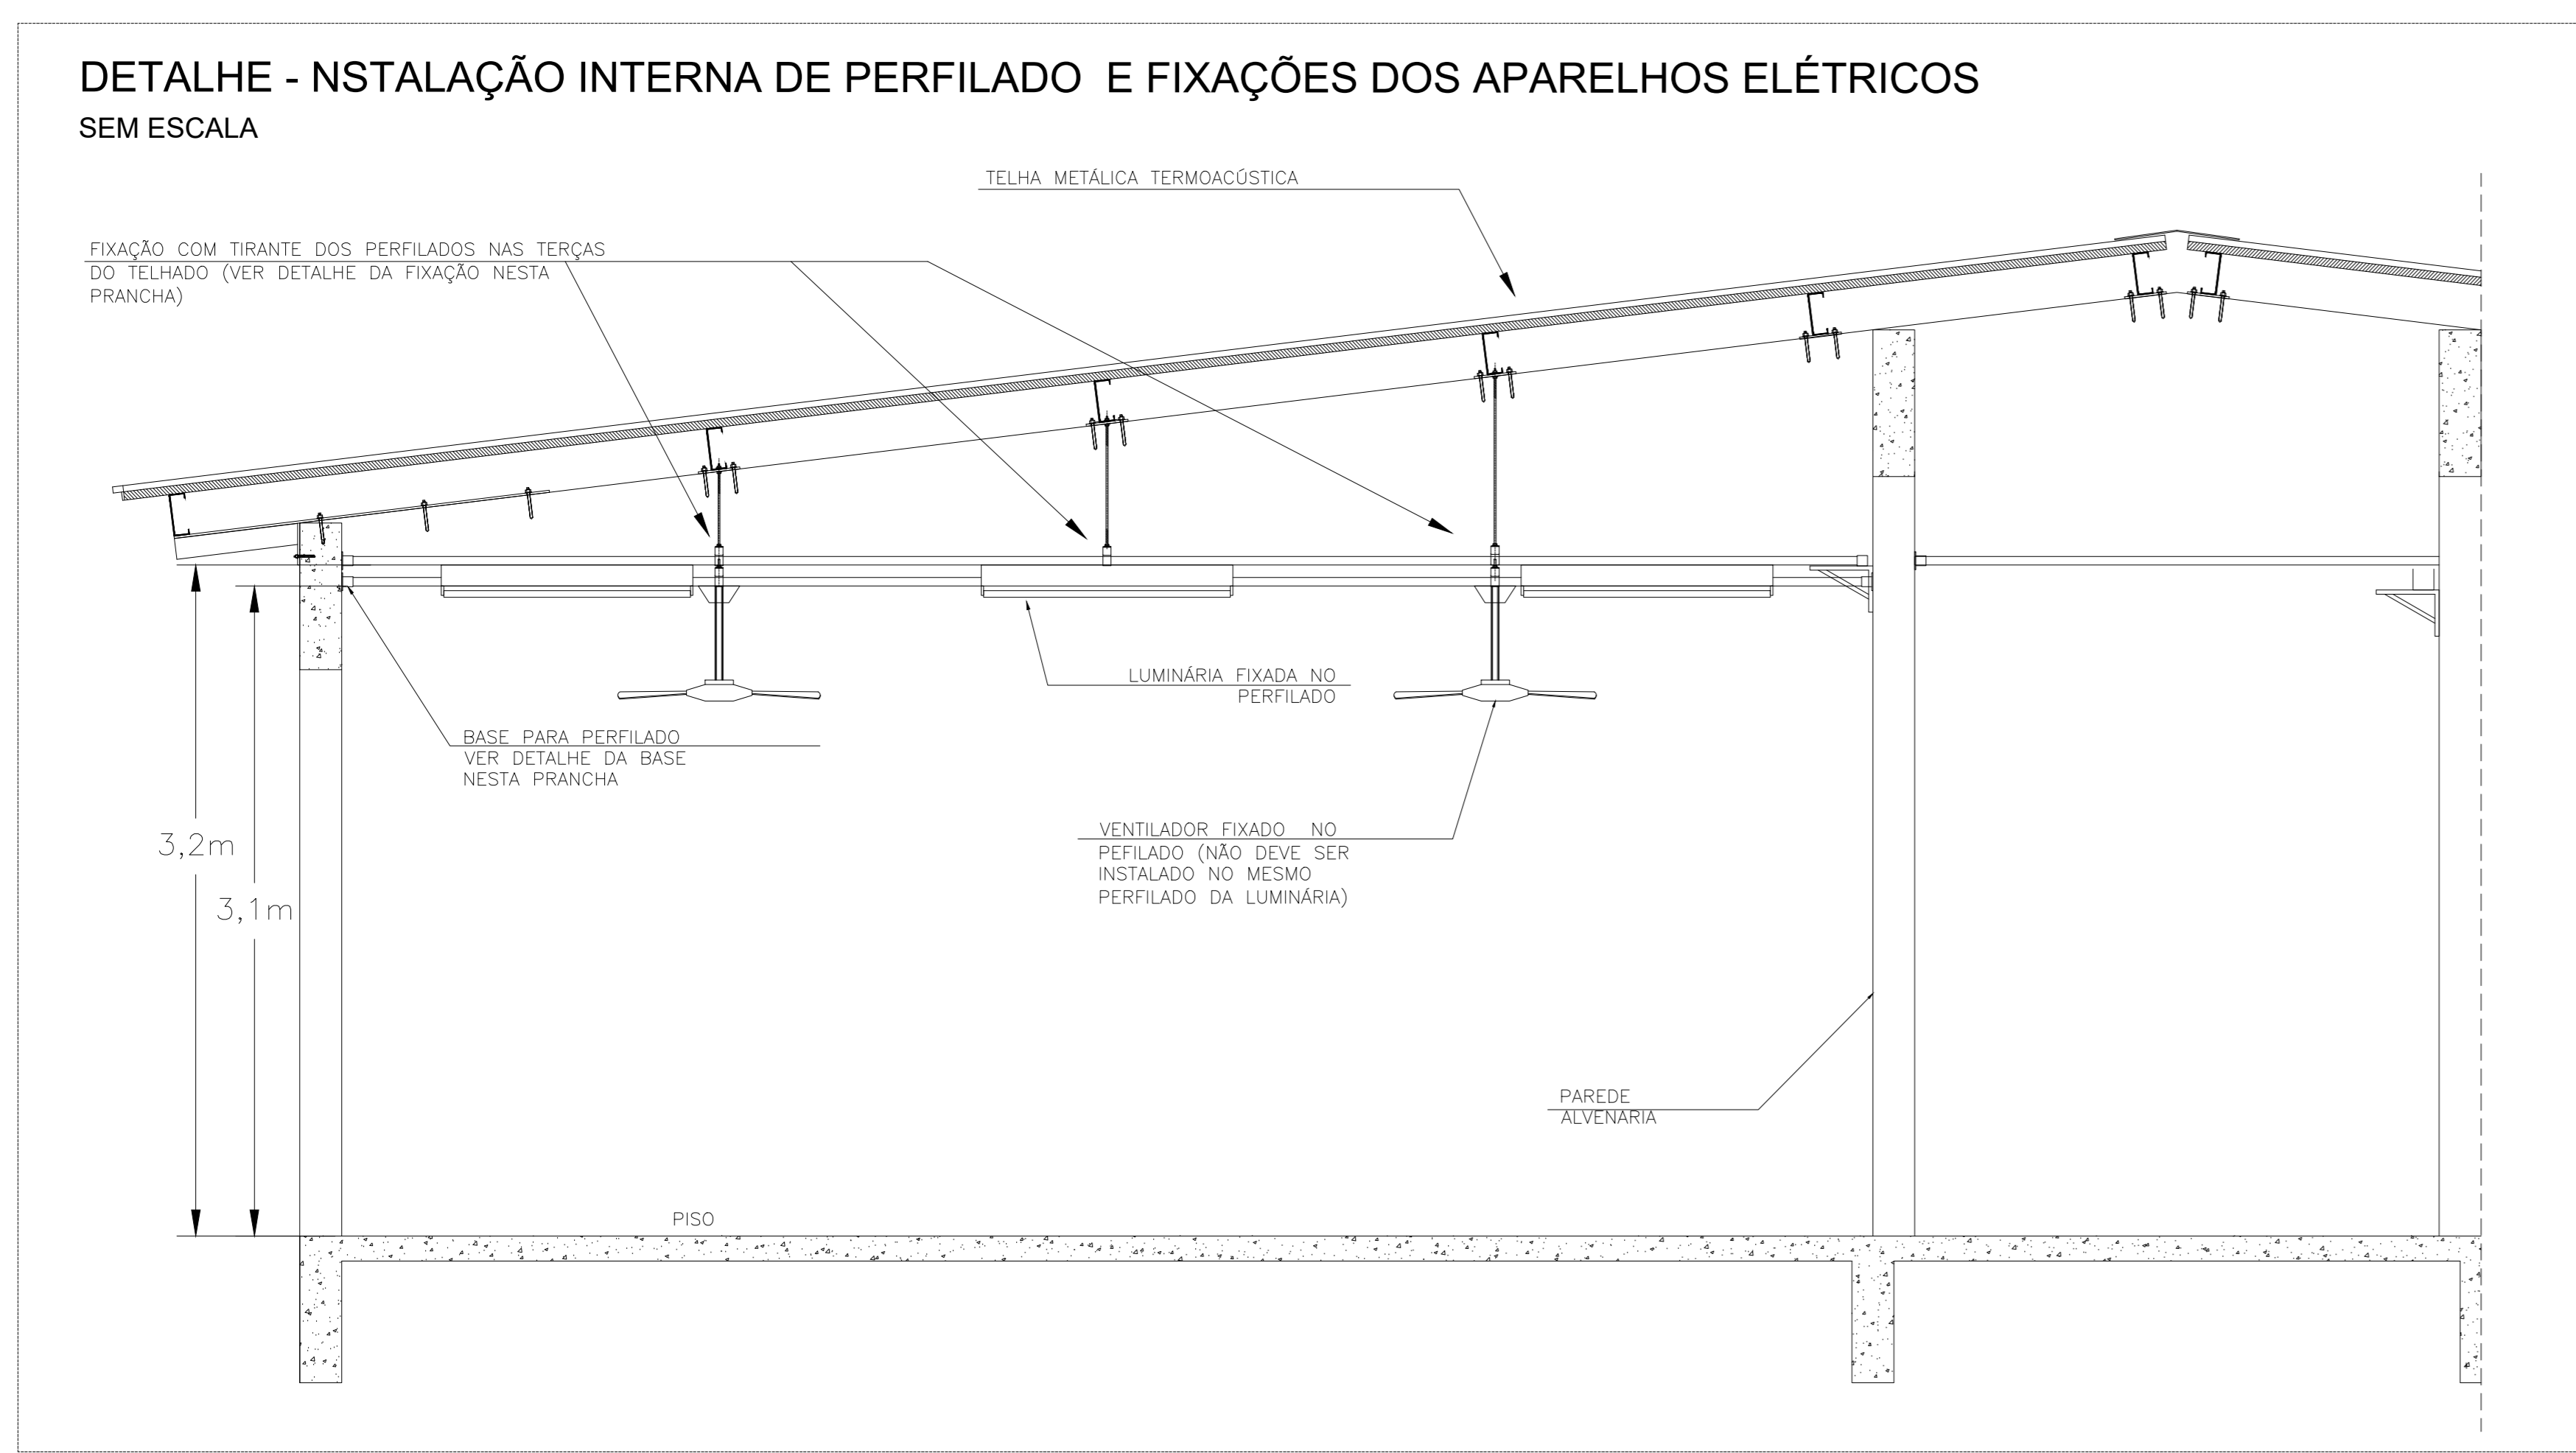 DETALHE - NSTALAÇÃO INTERNA DE PERFILADO E FIXAÇÕES DOS APARELHOS ELÉTRICOS
SEM ESCALA
TELHA METÁLICA TERMOACÚSTICA
FIXAÇÃO COM TIRANTE DOS PERFILADOS NAS TERÇAS
DO TELHADO (VER DETALHE DA FIXAÇÃO NESTA
PRANCHA)
LUMINÁRIA FIXADA NO
PERFILADO
BASE PARA PERFILADO
VER DETALHE DA BASE
NESTA PRANCHA
VENTILADOR FIXADO NO
PEFILADO (NÃO DEVE SER
INSTALADO NO MESMO
PERFILADO DA LUMINÁRIA)
3,2m
3,1m
PAREDE
ALVENARIA
PISO